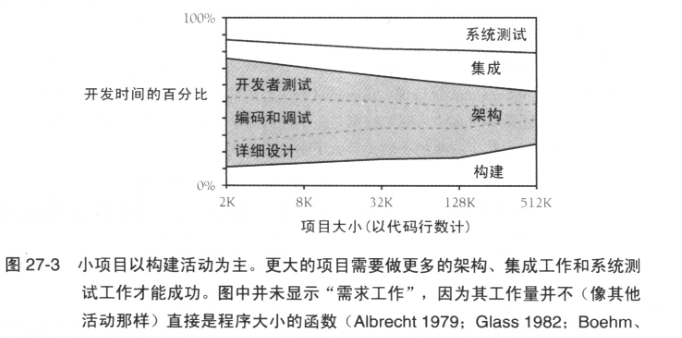 100%
系统测试
集成
开发者测试
开发时间的百分比
架构
编码和调试
详细设计
构建
0%
2K 8K 32K 128K 512K
项目大小(以代码行数计)
图 27-3 小项目以构建活动为主。更大的项目需要做更多的架构、集成工作和系统测
试工作才能成功。图中并未显示“需求工作”，因为其工作量并不（像其他
活动那样）直接是程序大小的函数（Albrecht 1979；Glass 1982；Boehm、